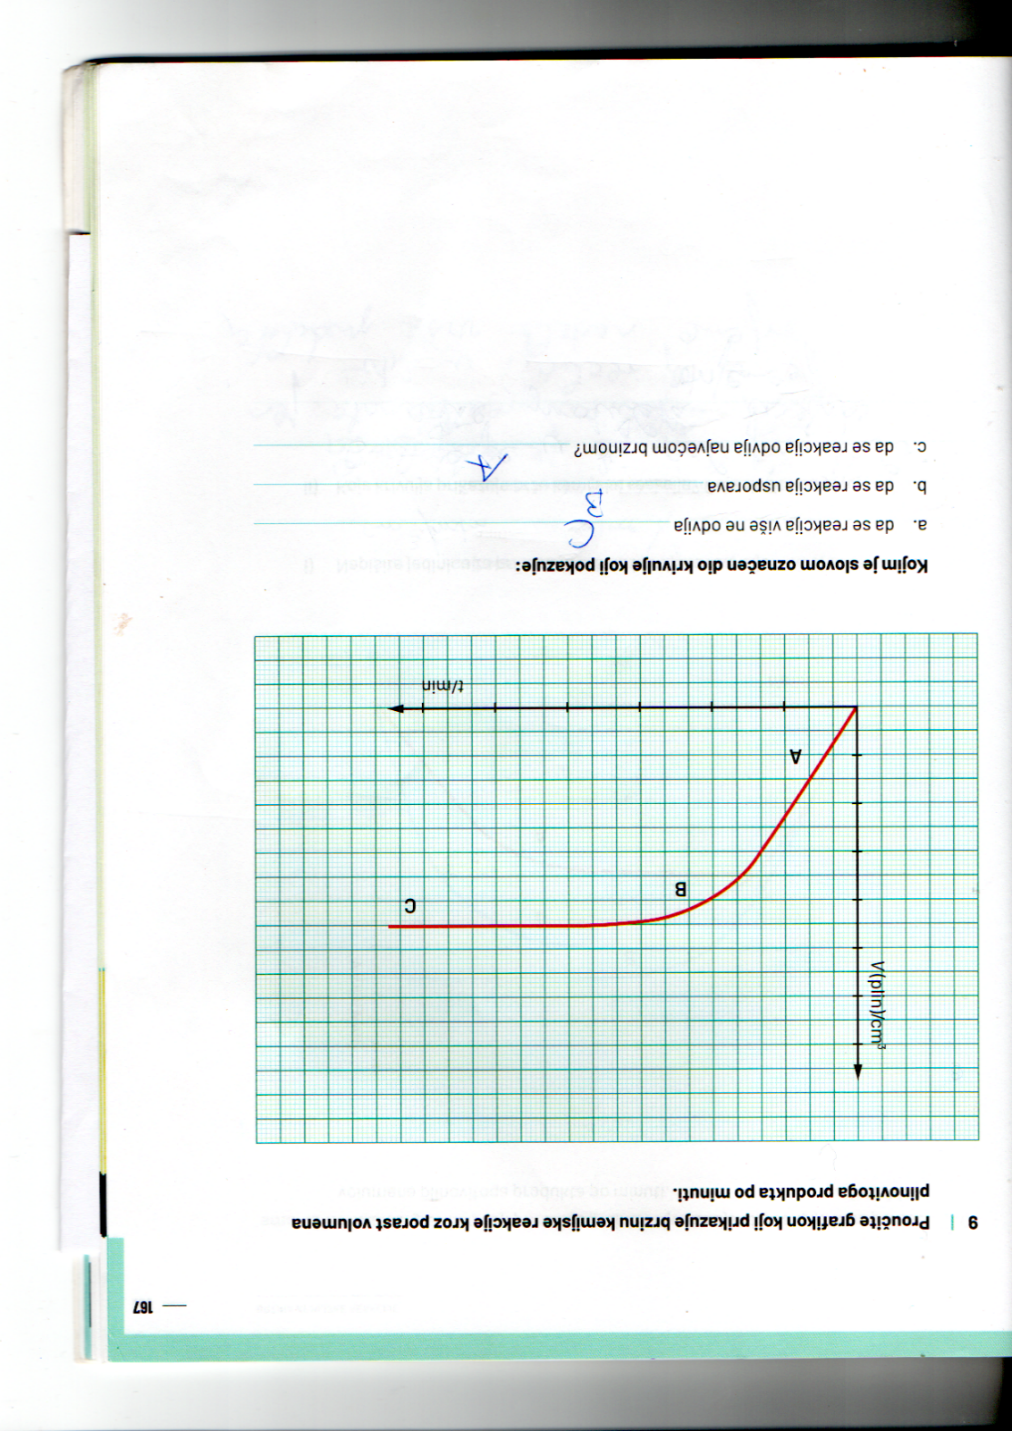 167
9 | Proučite grafikon koji prikazuje brzinu kemijske reakcije kroz porast volumena
plinovitoga produkta po minuti.
V(plin)/cm³
C
B
A
t/min
Kojim je slovom označen dio krivulje koji pokazuje:
a. da se reakcija više ne odvija C
b. da se reakcija usporava B
c. da se reakcija odvija najvećom brzinom? A